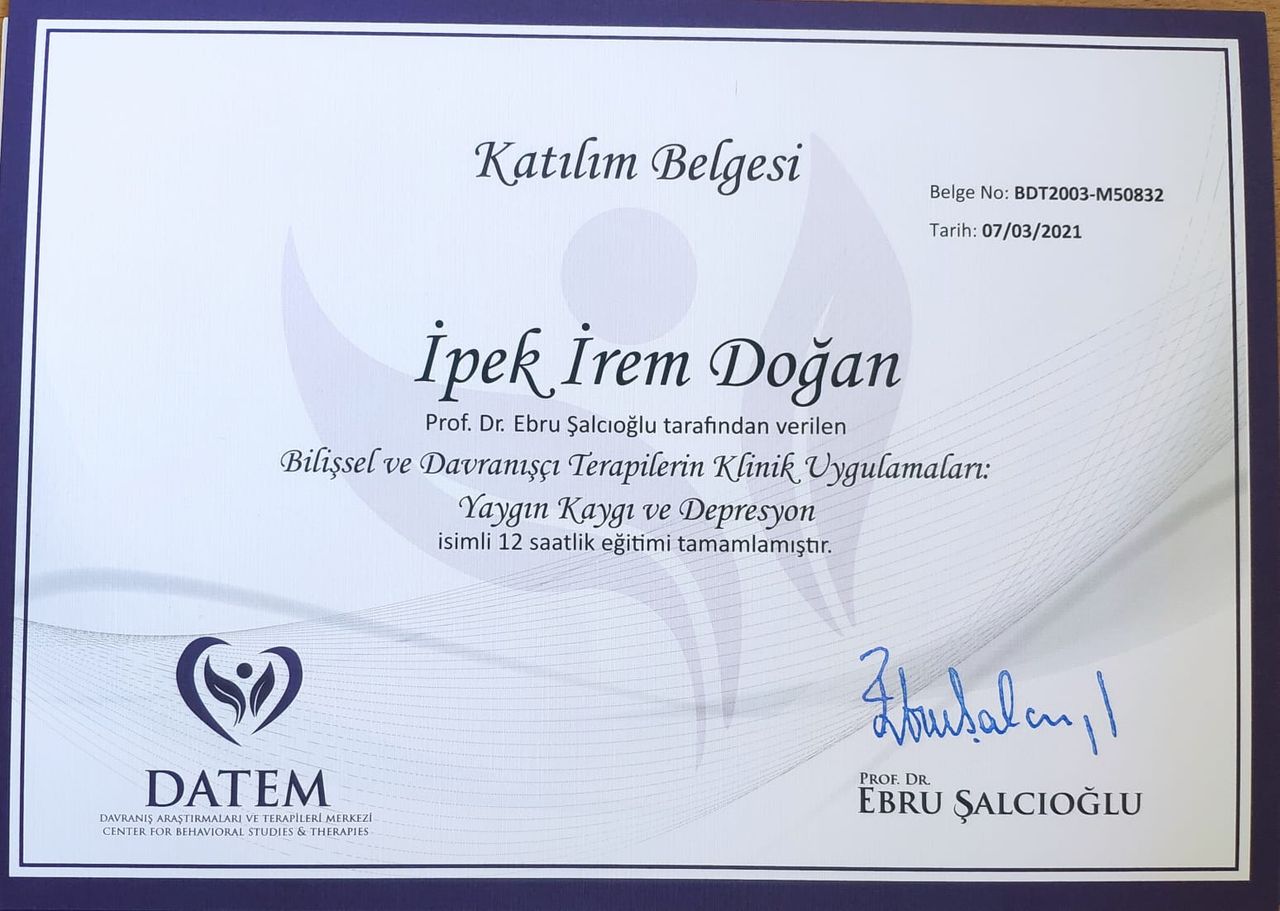 Katılım Belgesi
Belge No: BDT2003-M50832
Tarih: 07/03/2021
İpek İrem Doğan
Prof. Dr. Ebru Şalcıoğlu tarafından verilen
Bilişsel ve Davranışçı Terapilerin Klinik Uygulamaları:
Yaygın Kaygı ve Depresyon
isimli 12 saatlik eğitimi tamamlamıştır.
DATEM
DAVRANIŞ ARAŞTIRMALARI VE TERAPİLERİ MERKEZİ
CENTER FOR BEHAVIORAL STUDIES & THERAPIES
PROF. DR.
EBRU ŞALCIOĞLU